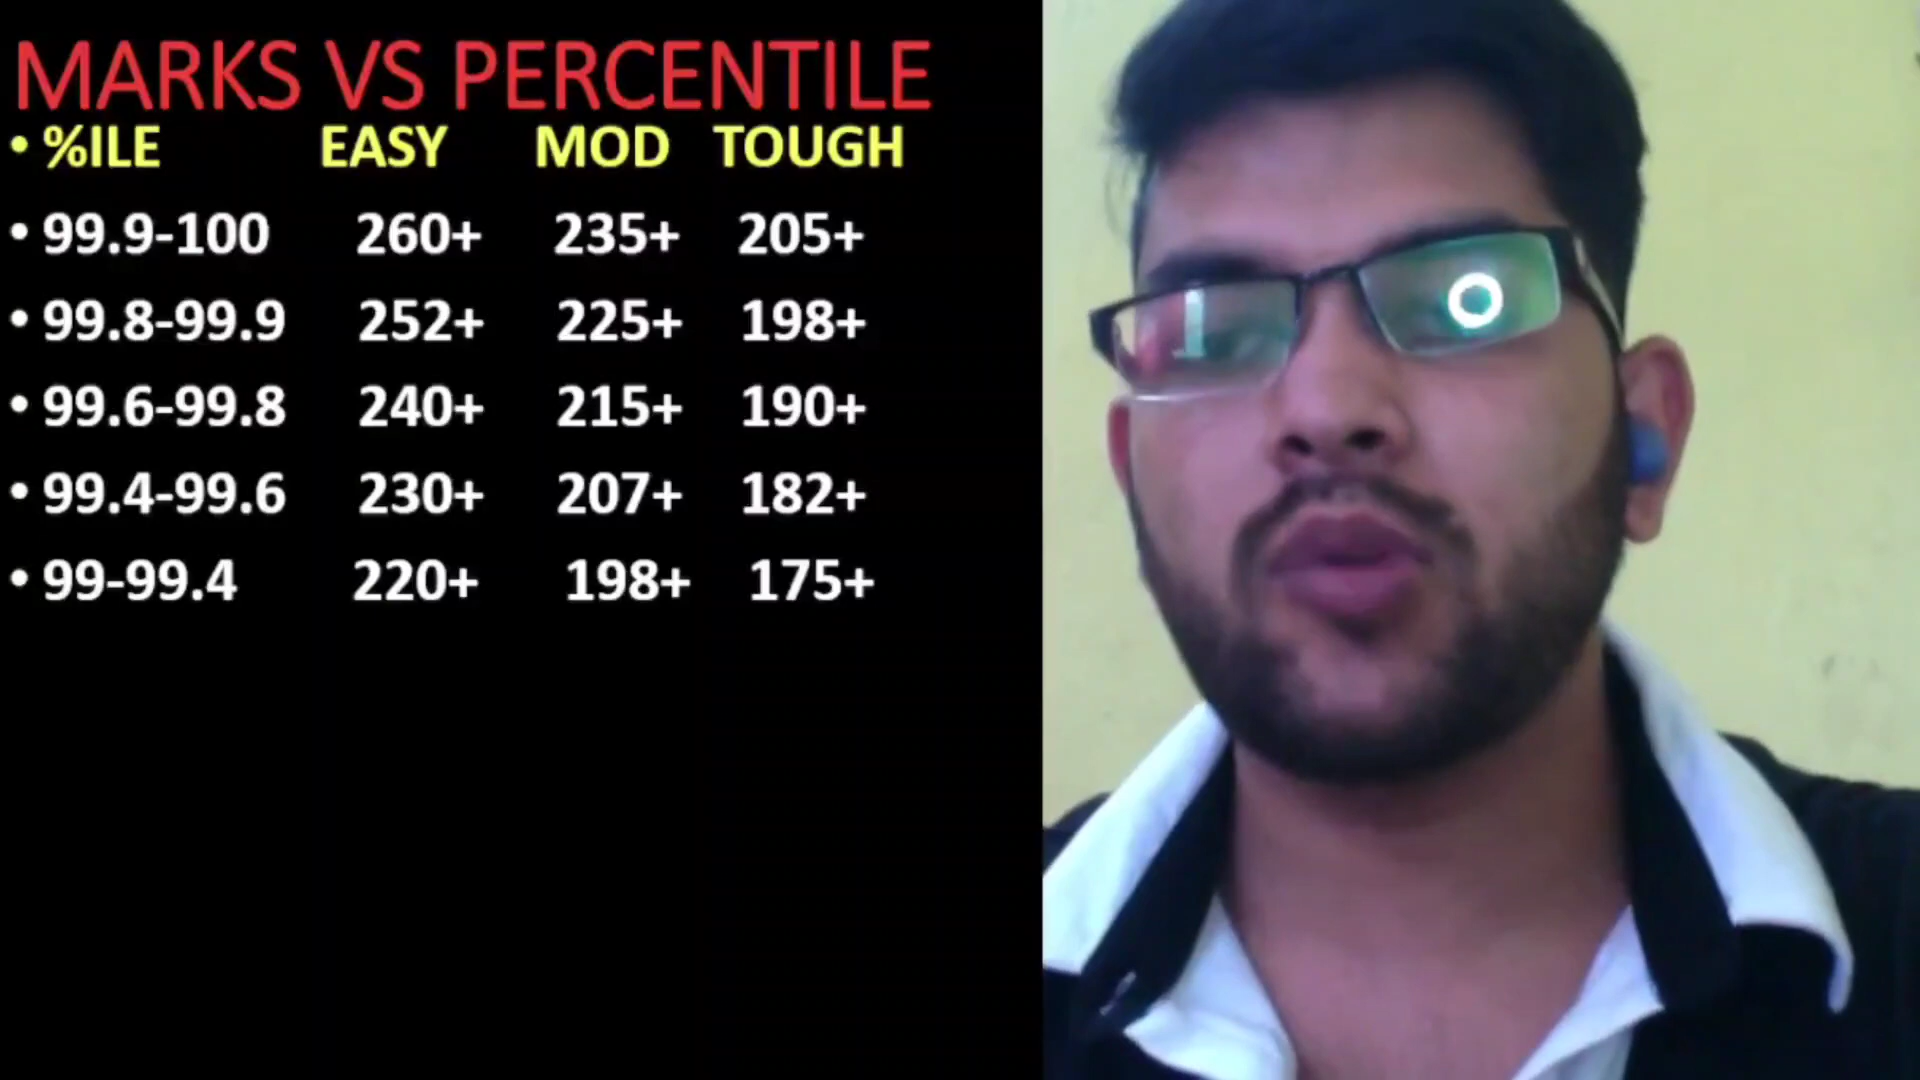 MARKS VS PERCENTILE
• %ILE EASY MOD TOUGH
• 99.9-100 260+ 235+ 205+
• 99.8-99.9 252+ 225+ 198+
• 99.6-99.8 240+ 215+ 190+
• 99.4-99.6 230+ 207+ 182+
• 99-99.4 220+ 198+ 175+